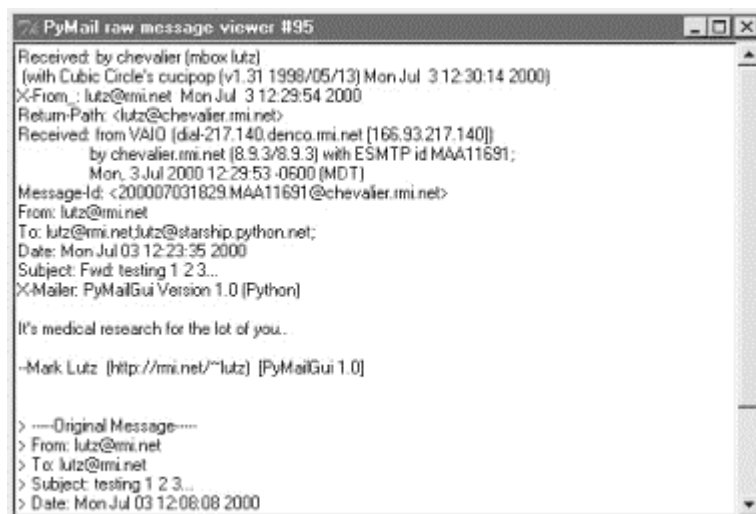 PyMail raw message viewer #95
Received: by chevalier (mbox lutz)
(with Cubic Circle's cucipop (v1.31 1998/05/13) Mon Jul 3 12:30:14 2000)
X-From_: lutz@rmi.net Mon Jul 3 12:29:54 2000
Return-Path: <lutz@chevalier.rmi.net>
Received: from VAIO (dial-217.140.denco.rmi.net [166.93.217.140])
by chevalier.rmi.net (8.9.3/8.9.3) with ESMTP id MAA11691;
Mon, 3 Jul 2000 12:29:53 -0600 (MDT)
Message-Id: <200007031829.MAA11691@chevalier.rmi.net>
From: lutz@rmi.net
To: lutz@rmi.net;lutz@starship.python.net;
Date: Mon Jul 03 12:23:35 2000
Subject: Fwd: testing 1 2 3...
X-Mailer: PyMailGui Version 1.0 (Python)
It's medical research for the lot of you..
--Mark Lutz (http://rmi.net/~lutz) [PyMailGui 1.0]
> -----Original Message-----
> From: lutz@rmi.net
> To: lutz@rmi.net
> Subject: testing 1 2 3...
> Date: Mon Jul 03 12:08:08 2000